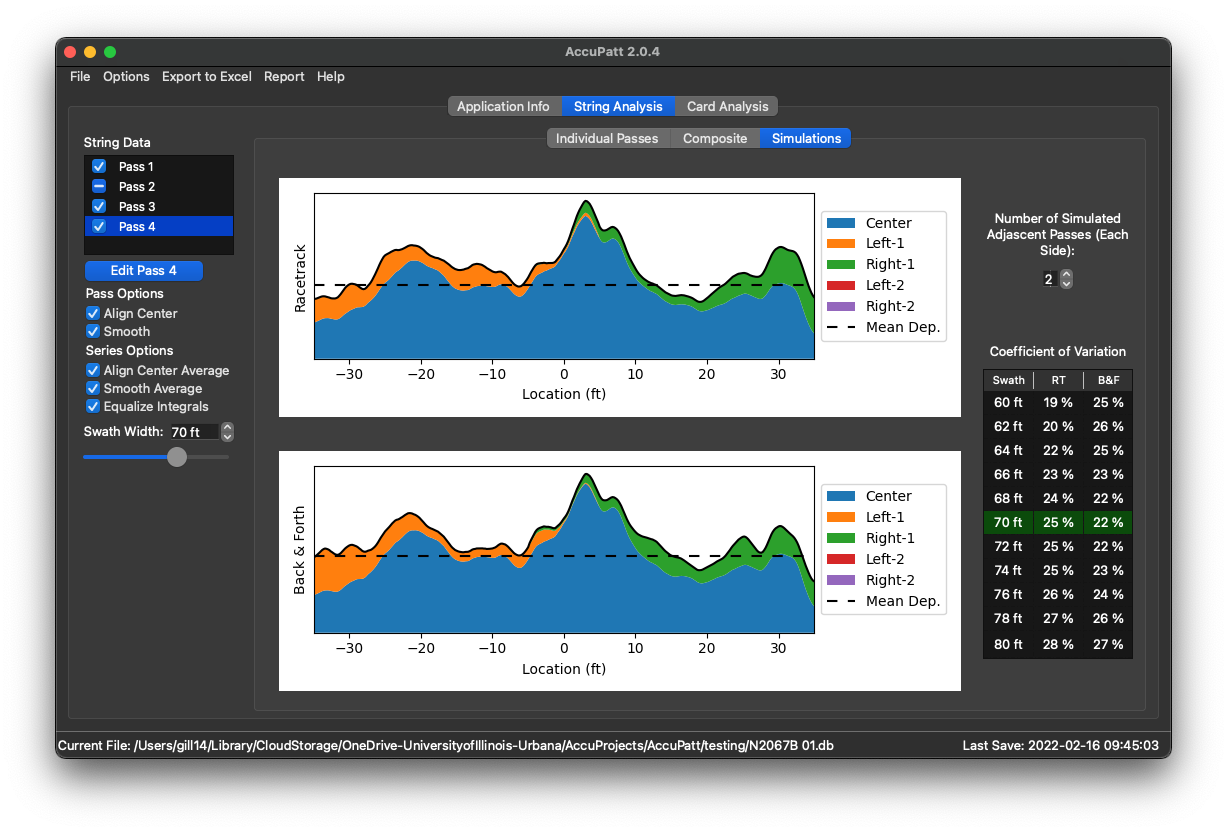 AccuPatt 2.0.4
File Options Export to Excel Report Help
Application Info String Analysis Card Analysis
Individual Passes Composite Simulations
String Data
Pass 1
Pass 2
Pass 3
Pass 4
Edit Pass 4
Pass Options
Align Center
Smooth
Series Options
Align Center Average
Smooth Average
Equalize Integrals
Swath Width: 70 ft
Racetrack
−30 −20 −10 0 10 20 30
Location (ft)
Center
Left-1
Right-1
Left-2
Right-2
Mean Dep.
Back & Forth
−30 −20 −10 0 10 20 30
Location (ft)
Center
Left-1
Right-1
Left-2
Right-2
Mean Dep.
Number of Simulated
Adjascent Passes (Each
Side):
2
Coefficient of Variation
Swath RT B&F
60 ft 19 % 25 %
62 ft 20 % 26 %
64 ft 22 % 25 %
66 ft 23 % 23 %
68 ft 24 % 22 %
70 ft 25 % 22 %
72 ft 25 % 22 %
74 ft 25 % 23 %
76 ft 26 % 24 %
78 ft 27 % 26 %
80 ft 28 % 27 %
Current File: /Users/gill14/Library/CloudStorage/OneDrive-UniversityofIllinois-Urbana/AccuProjects/AccuPatt/testing/N2067B 01.db
Last Save: 2022-02-16 09:45:03